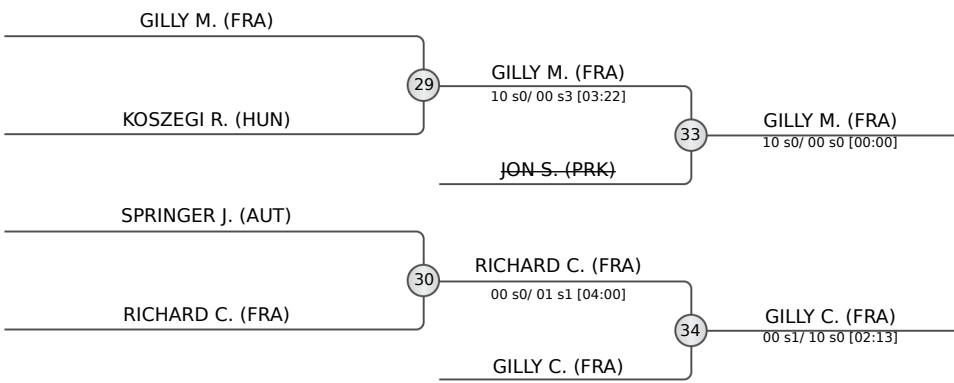 GILLY M. (FRA)
29
KOSZEGI R. (HUN)
GILLY M. (FRA)
10 s0/ 00 s3 [03:22]
33
JON S. (PRK)
GILLY M. (FRA)
10 s0/ 00 s0 [00:00]
SPRINGER J. (AUT)
30
RICHARD C. (FRA)
RICHARD C. (FRA)
00 s0/ 01 s1 [04:00]
34
GILLY C. (FRA)
GILLY C. (FRA)
00 s1/ 10 s0 [02:13]